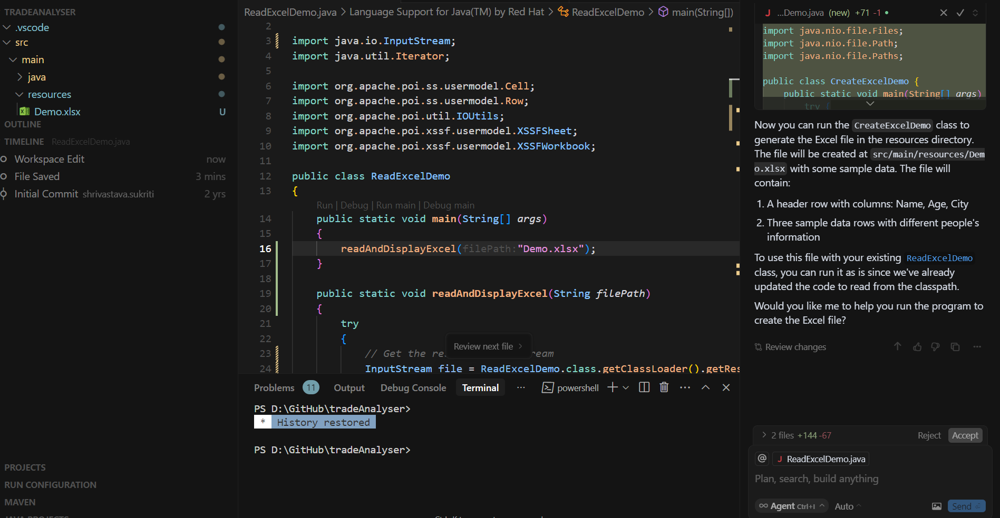 TRADEANALYSER
.vscode
src
main
java
resources
Demo.xlsx U
OUTLINE
TIMELINE ReadExcelDemo.java
Workspace Edit now
File Saved 3 mins
Initial Commit shrivastava.sukriti 2 yrs
PROJECTS
RUN CONFIGURATION
MAVEN
JAVA PROJECTS
ReadExcelDemo.java > Language Support for Java(TM) by Red Hat > ReadExcelDemo > main(String[])
2
3 import java.io.InputStream;
4 import java.util.Iterator;
5
6 import org.apache.poi.ss.usermodel.Cell;
7 import org.apache.poi.ss.usermodel.Row;
8 import org.apache.poi.util.IOUtils;
9 import org.apache.poi.xssf.usermodel.XSSFSheet;
10 import org.apache.poi.xssf.usermodel.XSSFWorkbook;
11
12 public class ReadExcelDemo
13 {
Run | Debug | Run main | Debug main
14 public static void main(String[] args)
15 {
16 readAndDisplayExcel(filePath:"Demo.xlsx");
17 }
18
19 public static void readAndDisplayExcel(String filePath)
20 {
21 try
22 {
23 // Get the re
Review next file >
eam
24 InputStream file = ReadExcelDemo.class.getClassLoader().getRes
Problems 11 Output Debug Console Terminal ··· powershell
PS D:\GitHub\tradeAnalyser>
* History restored
PS D:\GitHub\tradeAnalyser>
J ...Demo.java (new) +71 -1
import java.nio.file.Files;
import java.nio.file.Path;
import java.nio.file.Paths;
public class CreateExcelDemo {
public static void main(String[] args)
try {
Now you can run the CreateExcelDemo class to
generate the Excel file in the resources directory.
The file will be created at src/main/resources/Dem
o.xlsx with some sample data. The file will
contain:
1. A header row with columns: Name, Age, City
2. Three sample data rows with different people's
information
To use this file with your existing ReadExcelDemo
class, you can run it as is since we've already
updated the code to read from the classpath.
Would you like me to help you run the program to
create the Excel file?
Review changes
> 2 files +144 -67 Reject Accept
@ J ReadExcelDemo.java
Plan, search, build anything
∞ Agent Ctrl+I Auto Send